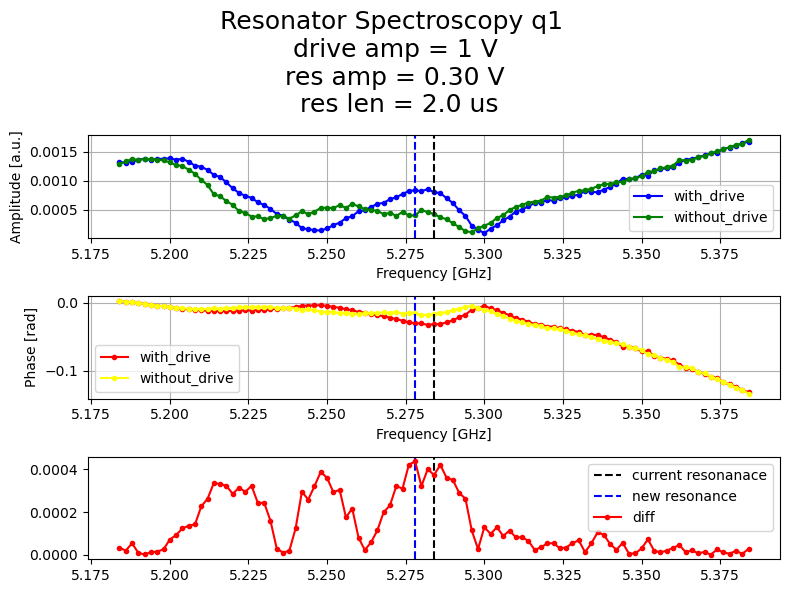 Resonator Spectroscopy q1
drive amp = 1 V
res amp = 0.30 V
res len = 2.0 us
Amplitude [a.u.]
0.0015
0.0010
0.0005
with_drive
without_drive
5.175 5.200 5.225 5.250 5.275 5.300 5.325 5.350 5.375
Frequency [GHz]
Phase [rad]
0.0
−0.1
with_drive
without_drive
5.175 5.200 5.225 5.250 5.275 5.300 5.325 5.350 5.375
Frequency [GHz]
0.0004
0.0002
0.0000
current resonanace
new resonance
diff
5.175 5.200 5.225 5.250 5.275 5.300 5.325 5.350 5.375